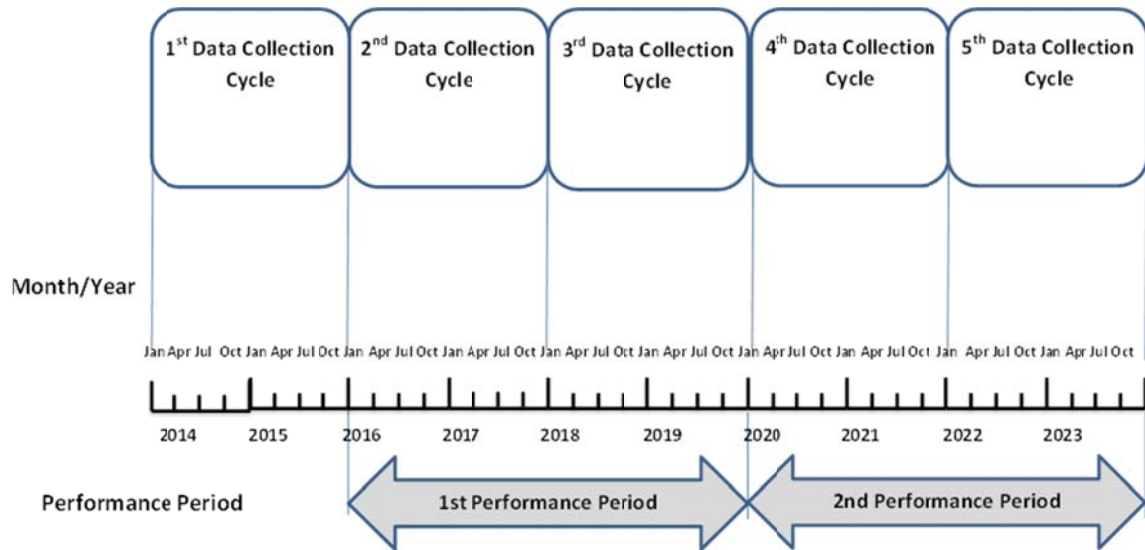 1st Data Collection
Cycle
2nd Data Collection
Cycle
3rd Data Collection
Cycle
4th Data Collection
Cycle
5th Data Collection
Cycle
Month/Year
Jan Apr Jul Oct Jan Apr Jul Oct Jan Apr Jul Oct Jan Apr Jul Oct Jan Apr Jul Oct Jan Apr Jul Oct Jan Apr Jul Oct Jan Apr Jul Oct Jan Apr Jul Oct Jan Apr Jul Oct
2014 2015 2016 2017 2018 2019 2020 2021 2022 2023
Performance Period
1st Performance Period
2nd Performance Period